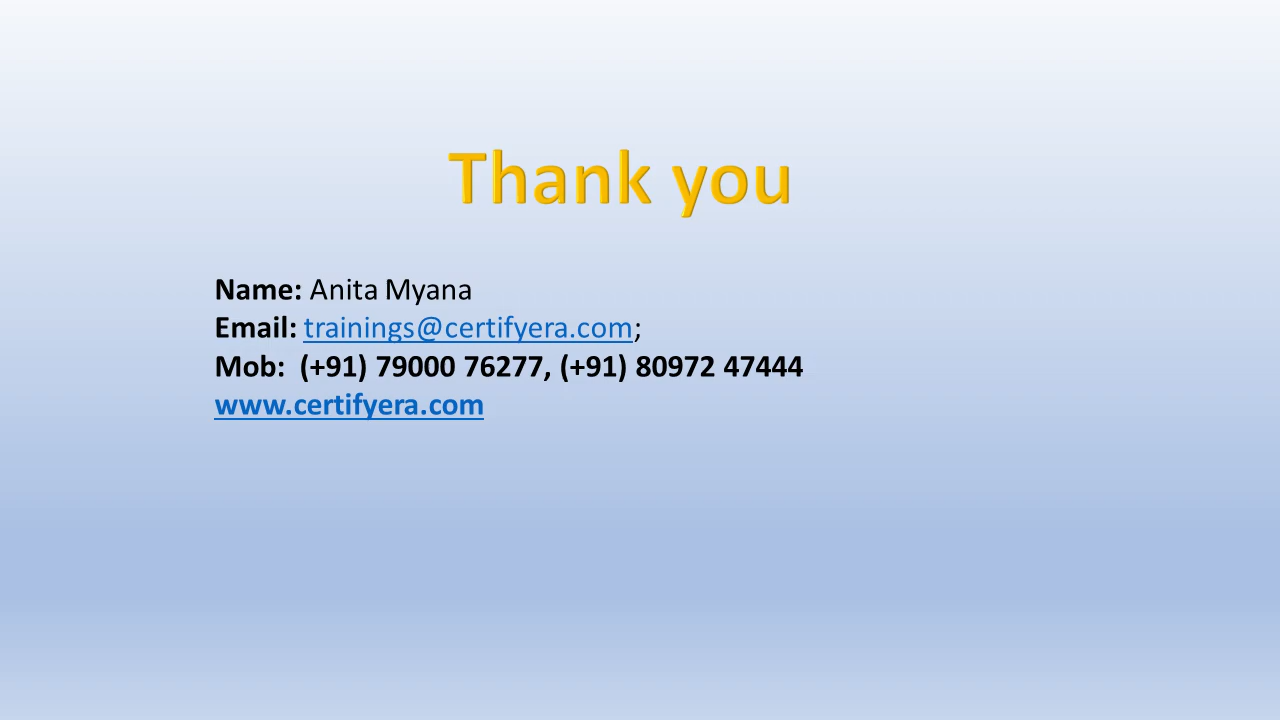 Thank you
Name: Anita Myana
Email: trainings@certifyera.com;
Mob:  (+91) 79000 76277, (+91) 80972 47444
www.certifyera.com